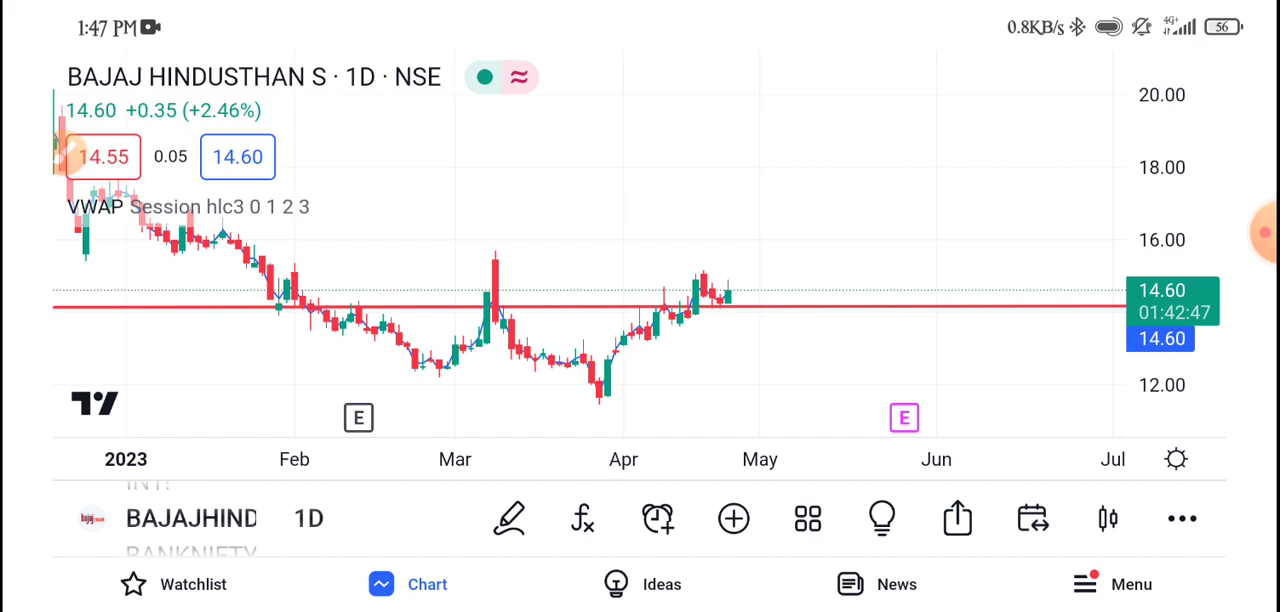 1:47 PM 0.8KB/s 4G+ 56
BAJAJ HINDUSTHAN S · 1D · NSE
14.60 +0.35 (+2.46%)
14.55 0.05 14.60
VWAP Session hlc3 0 1 2 3
20.00
18.00
16.00
14.60
01:42:47
14.60
12.00
E E
2023 Feb Mar Apr May Jun Jul
BAJAJHIND 1D
BANKNIFTY
Watchlist Chart Ideas News Menu